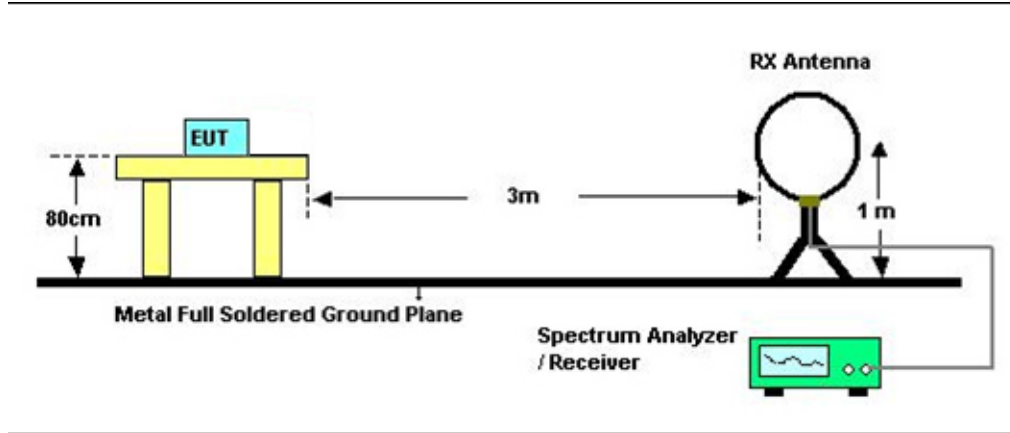 RX Antenna
EUT
80cm
3m
1 m
Metal Full Soldered Ground Plane
Spectrum Analyzer
/ Receiver